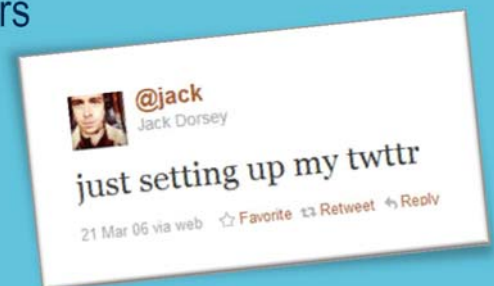 rs
@jack
Jack Dorsey
just setting up my twttr
21 Mar 06 via web Favorite Retweet Reply